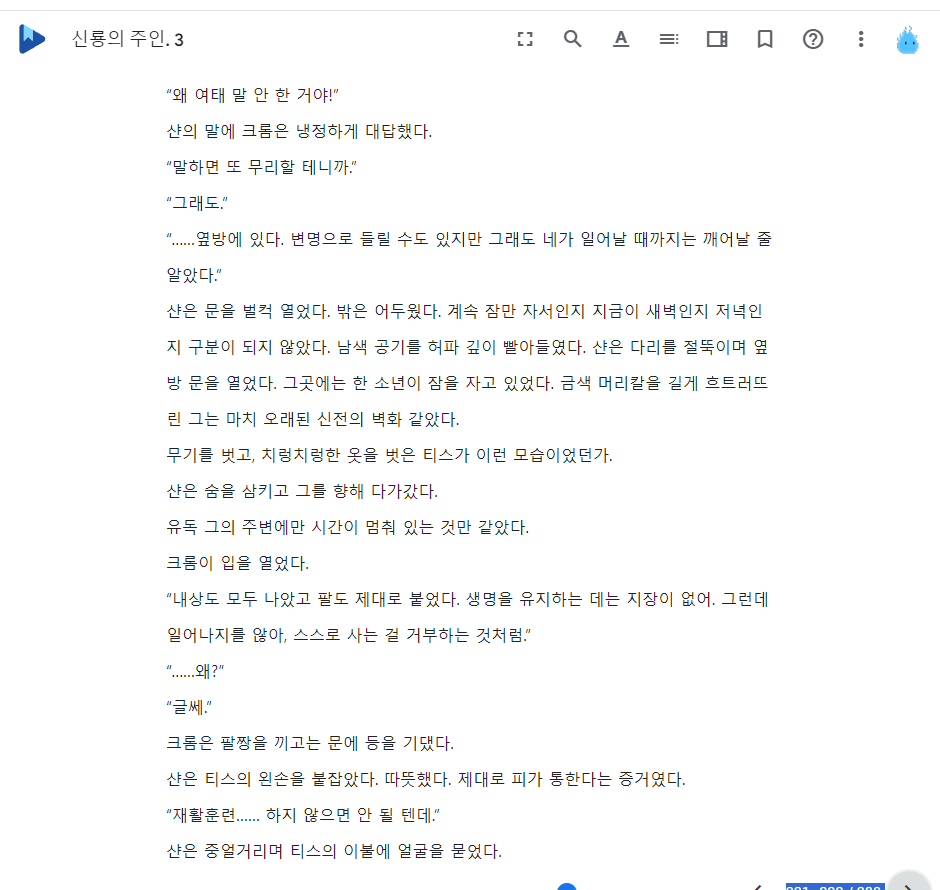 신룡의 주인. 3
“왜 여태 말 안 한 거야!”
샨의 말에 크롬은 냉정하게 대답했다.
“말하면 또 무리할 테니까.”
“그래도.”
“……옆방에 있다. 변명으로 들릴 수도 있지만 그래도 네가 일어날 때까지는 깨어날 줄
알았다.”
샨은 문을 벌컥 열었다. 밖은 어두웠다. 계속 잠만 자서인지 지금이 새벽인지 저녁인
지 구분이 되지 않았다. 남색 공기를 허파 깊이 빨아들였다. 샨은 다리를 절뚝이며 옆
방 문을 열었다. 그곳에는 한 소년이 잠을 자고 있었다. 금색 머리칼을 길게 흐트러뜨
린 그는 마치 오래된 신전의 벽화 같았다.
무기를 벗고, 치렁치렁한 옷을 벗은 티스가 이런 모습이었던가.
샨은 숨을 삼키고 그를 향해 다가갔다.
유독 그의 주변에만 시간이 멈춰 있는 것만 같았다.
크롬이 입을 열었다.
“내상도 모두 나았고 팔도 제대로 붙었다. 생명을 유지하는 데는 지장이 없어. 그런데
일어나지를 않아, 스스로 사는 걸 거부하는 것처럼.”
“……왜?”
“글쎄.”
크롬은 팔짱을 끼고는 문에 등을 기댔다.
샨은 티스의 왼손을 붙잡았다. 따뜻했다. 제대로 피가 통한다는 증거였다.
“재활훈련…… 하지 않으면 안 될 텐데.”
샨은 중얼거리며 티스의 이불에 얼굴을 묻었다.